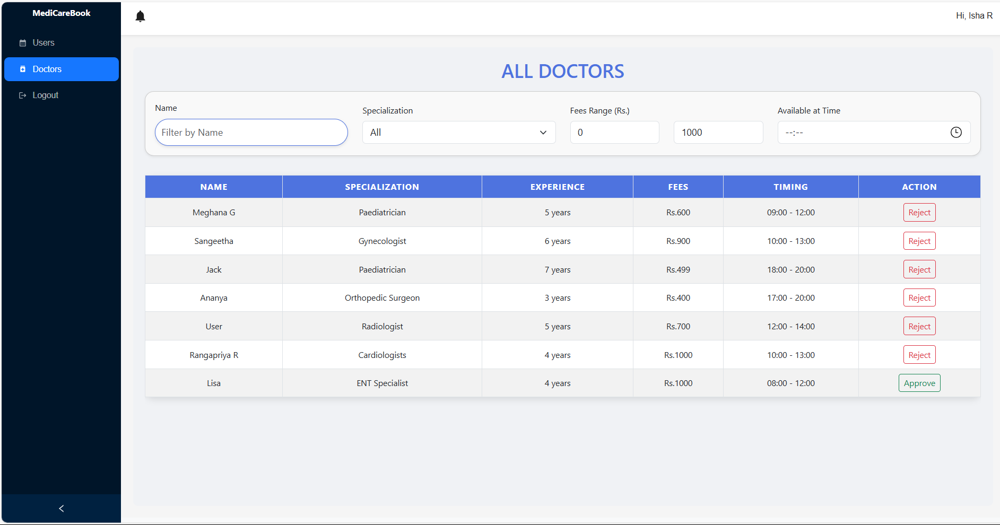 MediCareBook
Users
Doctors
Logout
Hi, Isha R
ALL DOCTORS
Name Specialization Fees Range (Rs.) Available at Time
Filter by Name All 0 1000 --:--
NAME SPECIALIZATION EXPERIENCE FEES TIMING ACTION
Meghana G Paediatrician 5 years Rs.600 09:00 - 12:00 Reject
Sangeetha Gynecologist 6 years Rs.900 10:00 - 13:00 Reject
Jack Paediatrician 7 years Rs.499 18:00 - 20:00 Reject
Ananya Orthopedic Surgeon 3 years Rs.400 17:00 - 20:00 Reject
User Radiologist 5 years Rs.700 12:00 - 14:00 Reject
Rangapriya R Cardiologists 4 years Rs.1000 10:00 - 13:00 Reject
Lisa ENT Specialist 4 years Rs.1000 08:00 - 12:00 Approve